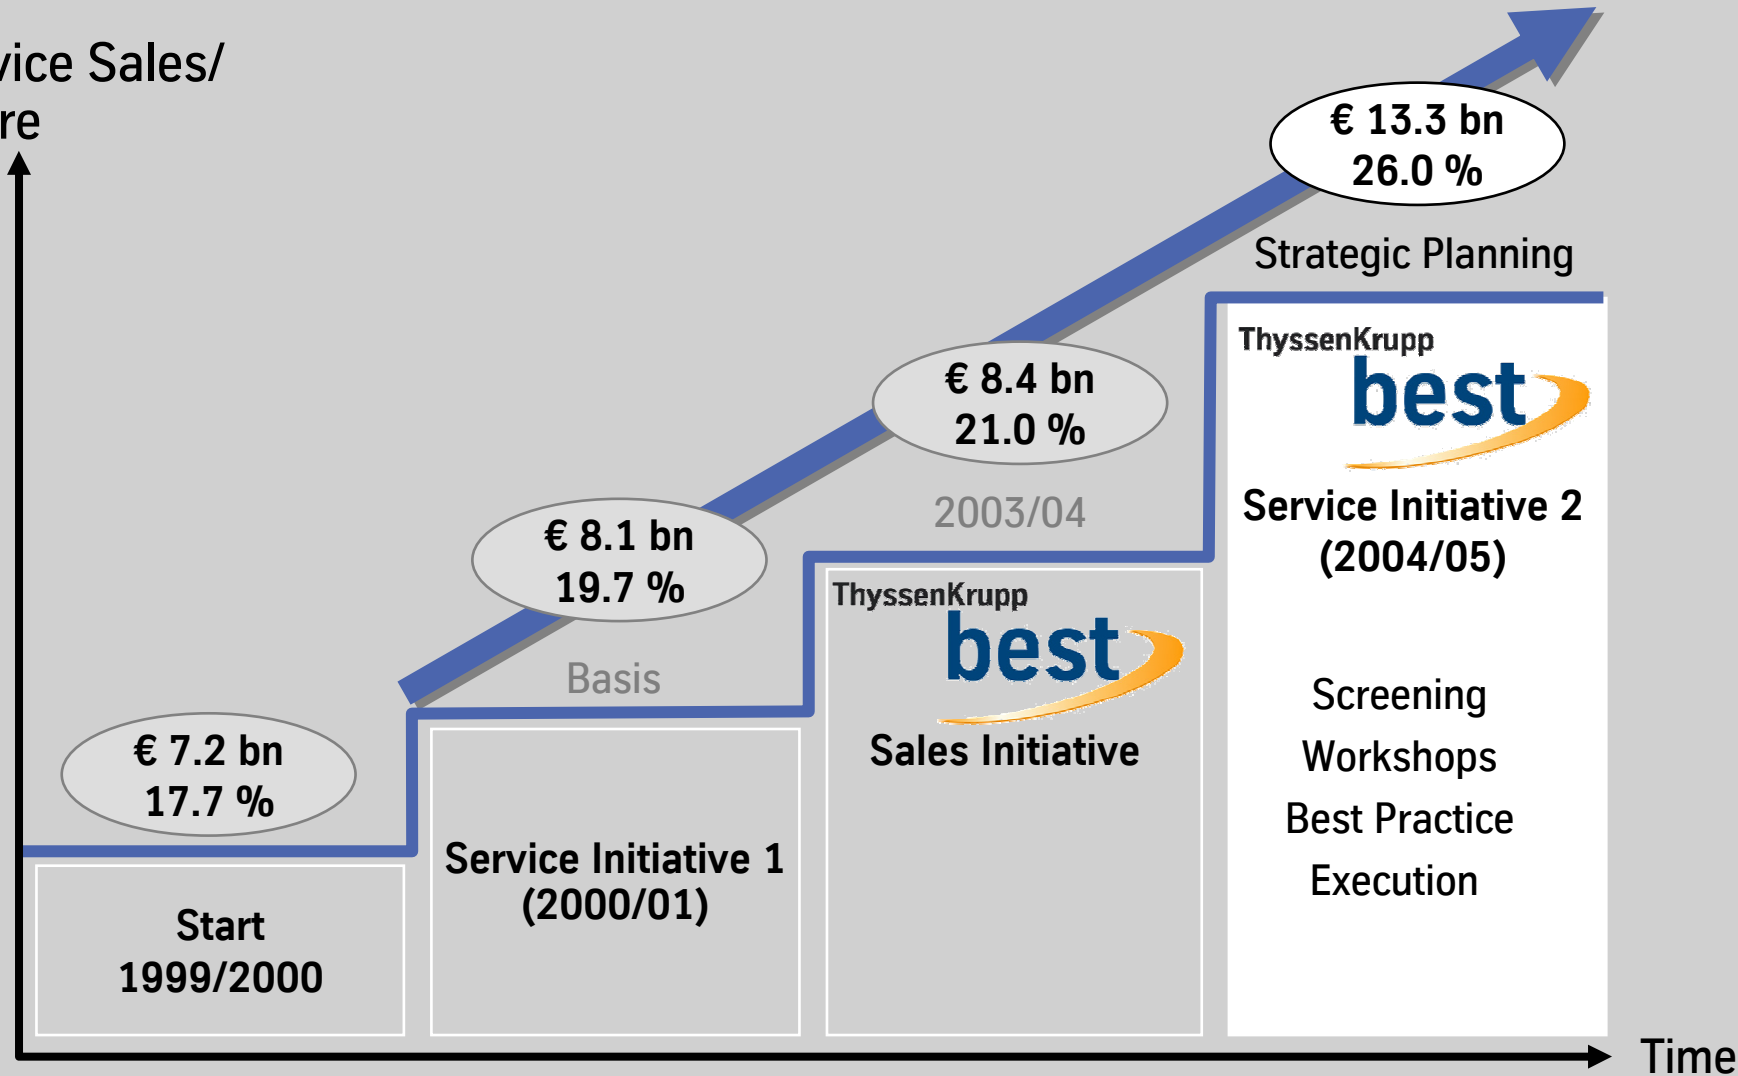 vice Sales/
re
€ 13.3 bn
26.0 %
Strategic Planning
€ 8.4 bn
21.0 %
2003/04
€ 8.1 bn
19.7 %
Basis
€ 7.2 bn
17.7 %
ThyssenKrupp
best
Service Initiative 2
(2004/05)
Screening
Workshops
Best Practice
Execution
ThyssenKrupp
best
Sales Initiative
Service Initiative 1
(2000/01)
Start
1999/2000
Time